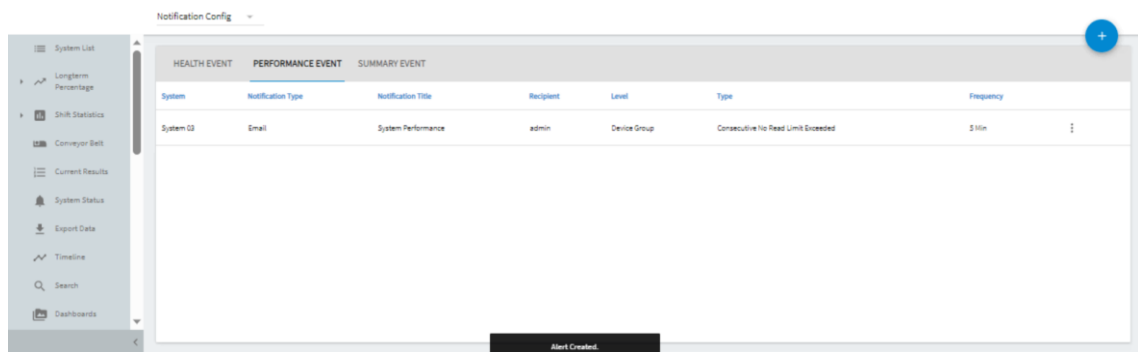 Notification Config
System List
Longterm
Percentage
Shift Statistics
Conveyor Belt
Current Results
System Status
Export Data
Timeline
Search
Dashboards
HEALTH EVENT PERFORMANCE EVENT SUMMARY EVENT
System Notification Type Notification Title Recipient Level Type Frequency
System 03 Email System Performance admin Device Group Consecutive No Read Limit Exceeded 5 Min
Alert Created.